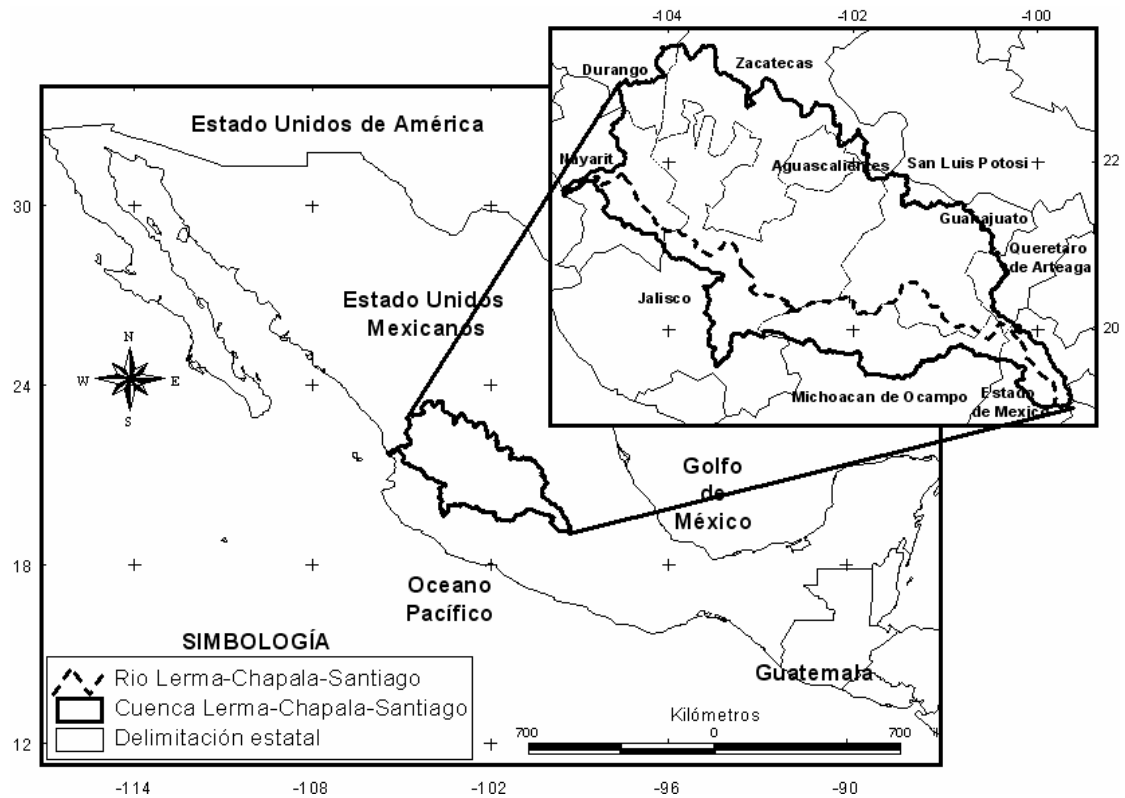 -104 -102 -100
Durango
Zacatecas
Nayarit
Aguascalientes
San Luis Potosi
22
Guanajuato
Queretaro
de Arteaga
Jalisco
20
Michoacan de Ocampo
Estado
de Mexico
Estado Unidos de América
30
Estado Unidos
Mexicanos
N
W E
S
24
Golfo
de
México
18
Oceano
Pacífico
SIMBOLOGÍA
Rio Lerma-Chapala-Santiago
Cuenca Lerma-Chapala-Santiago
Delimitación estatal
Guatemala
Kilómetros
700 0 700
12
-114 -108 -102 -96 -90